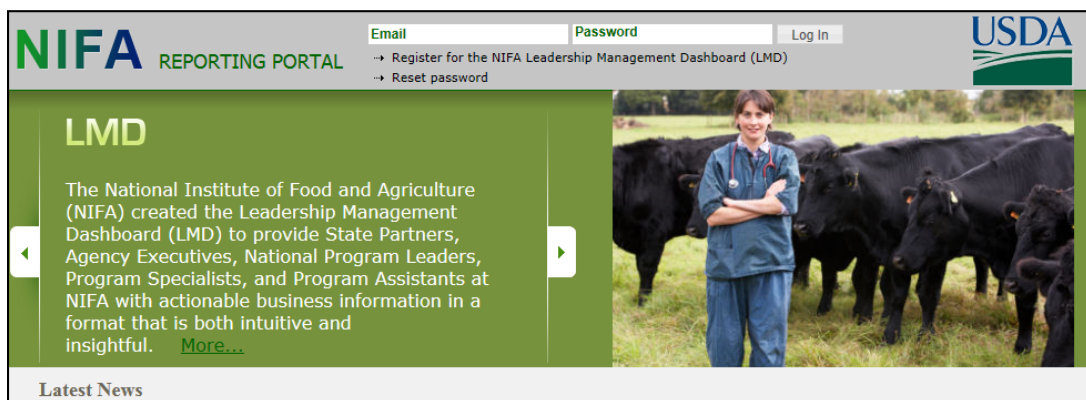 NIFA REPORTING PORTAL
Email
Password
Log In
Register for the NIFA Leadership Management Dashboard (LMD)
Reset password
USDA
LMD
The National Institute of Food and Agriculture
(NIFA) created the Leadership Management
Dashboard (LMD) to provide State Partners,
Agency Executives, National Program Leaders,
Program Specialists, and Program Assistants at
NIFA with actionable business information in a
format that is both intuitive and
insightful. More...
Latest News